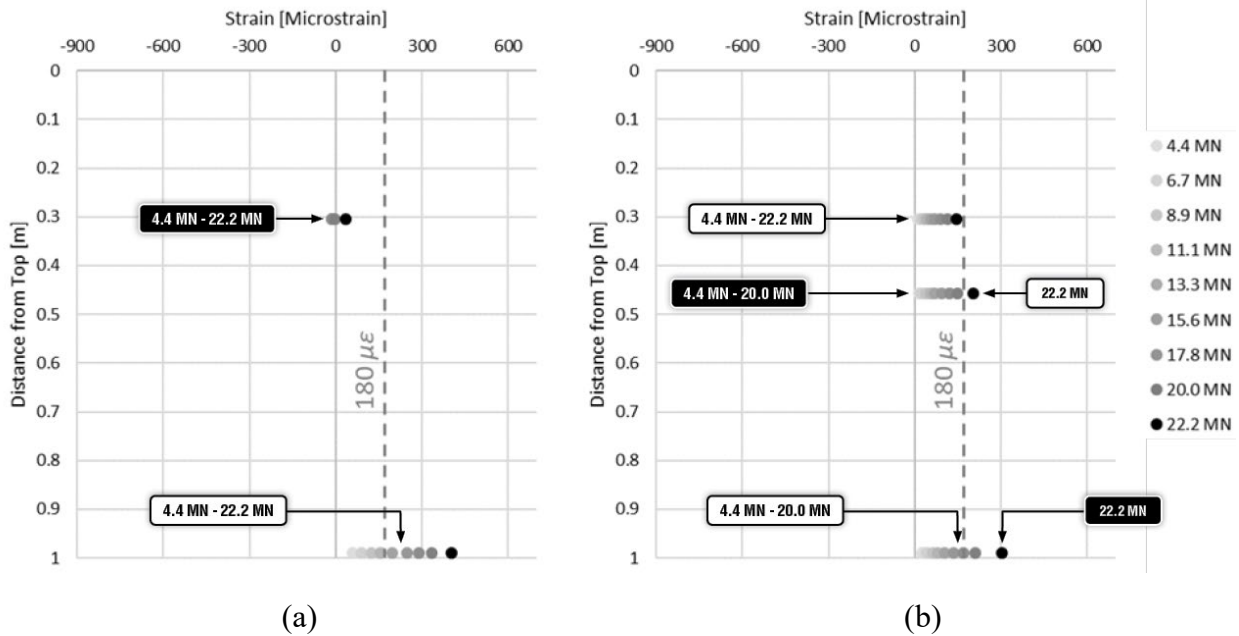 Strain [Microstrain]
-900 -600 -300 0 300 600
Distance from Top [m]
0
0.1
0.2
0.3
0.4
0.5
0.6
0.7
0.8
0.9
1
4.4 MN - 22.2 MN
180 µε
4.4 MN - 22.2 MN
(a)
Strain [Microstrain]
-900 -600 -300 0 300 600
Distance from Top [m]
0
0.1
0.2
0.3
0.4
0.5
0.6
0.7
0.8
0.9
1
4.4 MN - 22.2 MN
4.4 MN - 20.0 MN
22.2 MN
180 µε
4.4 MN - 20.0 MN
22.2 MN
(b)
4.4 MN
6.7 MN
8.9 MN
11.1 MN
13.3 MN
15.6 MN
17.8 MN
20.0 MN
22.2 MN